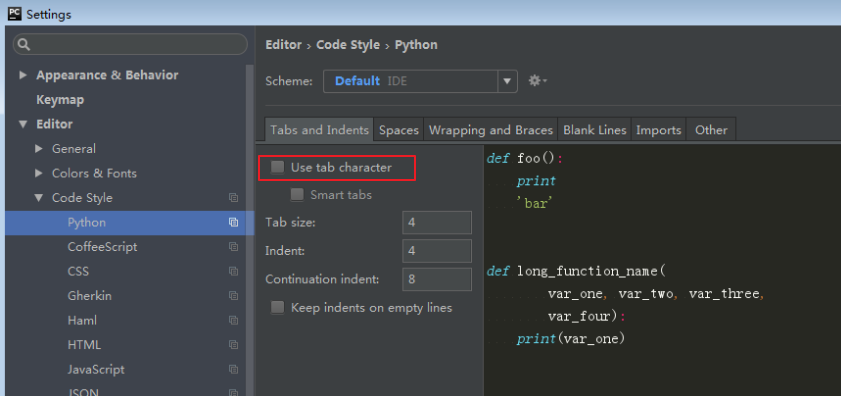 PC Settings
Appearance & Behavior
Keymap
Editor
General
Colors & Fonts
Code Style
Python
CoffeeScript
CSS
Gherkin
Haml
HTML
JavaScript
JSON
Editor › Code Style › Python
Scheme: Default IDE
Tabs and Indents Spaces Wrapping and Braces Blank Lines Imports Other
Use tab character
Smart tabs
Tab size: 4
Indent: 4
Continuation indent: 8
Keep indents on empty lines
def foo():
    print
    'bar'
def long_function_name(
        var_one, var_two, var_three,
        var_four):
    print(var_one)